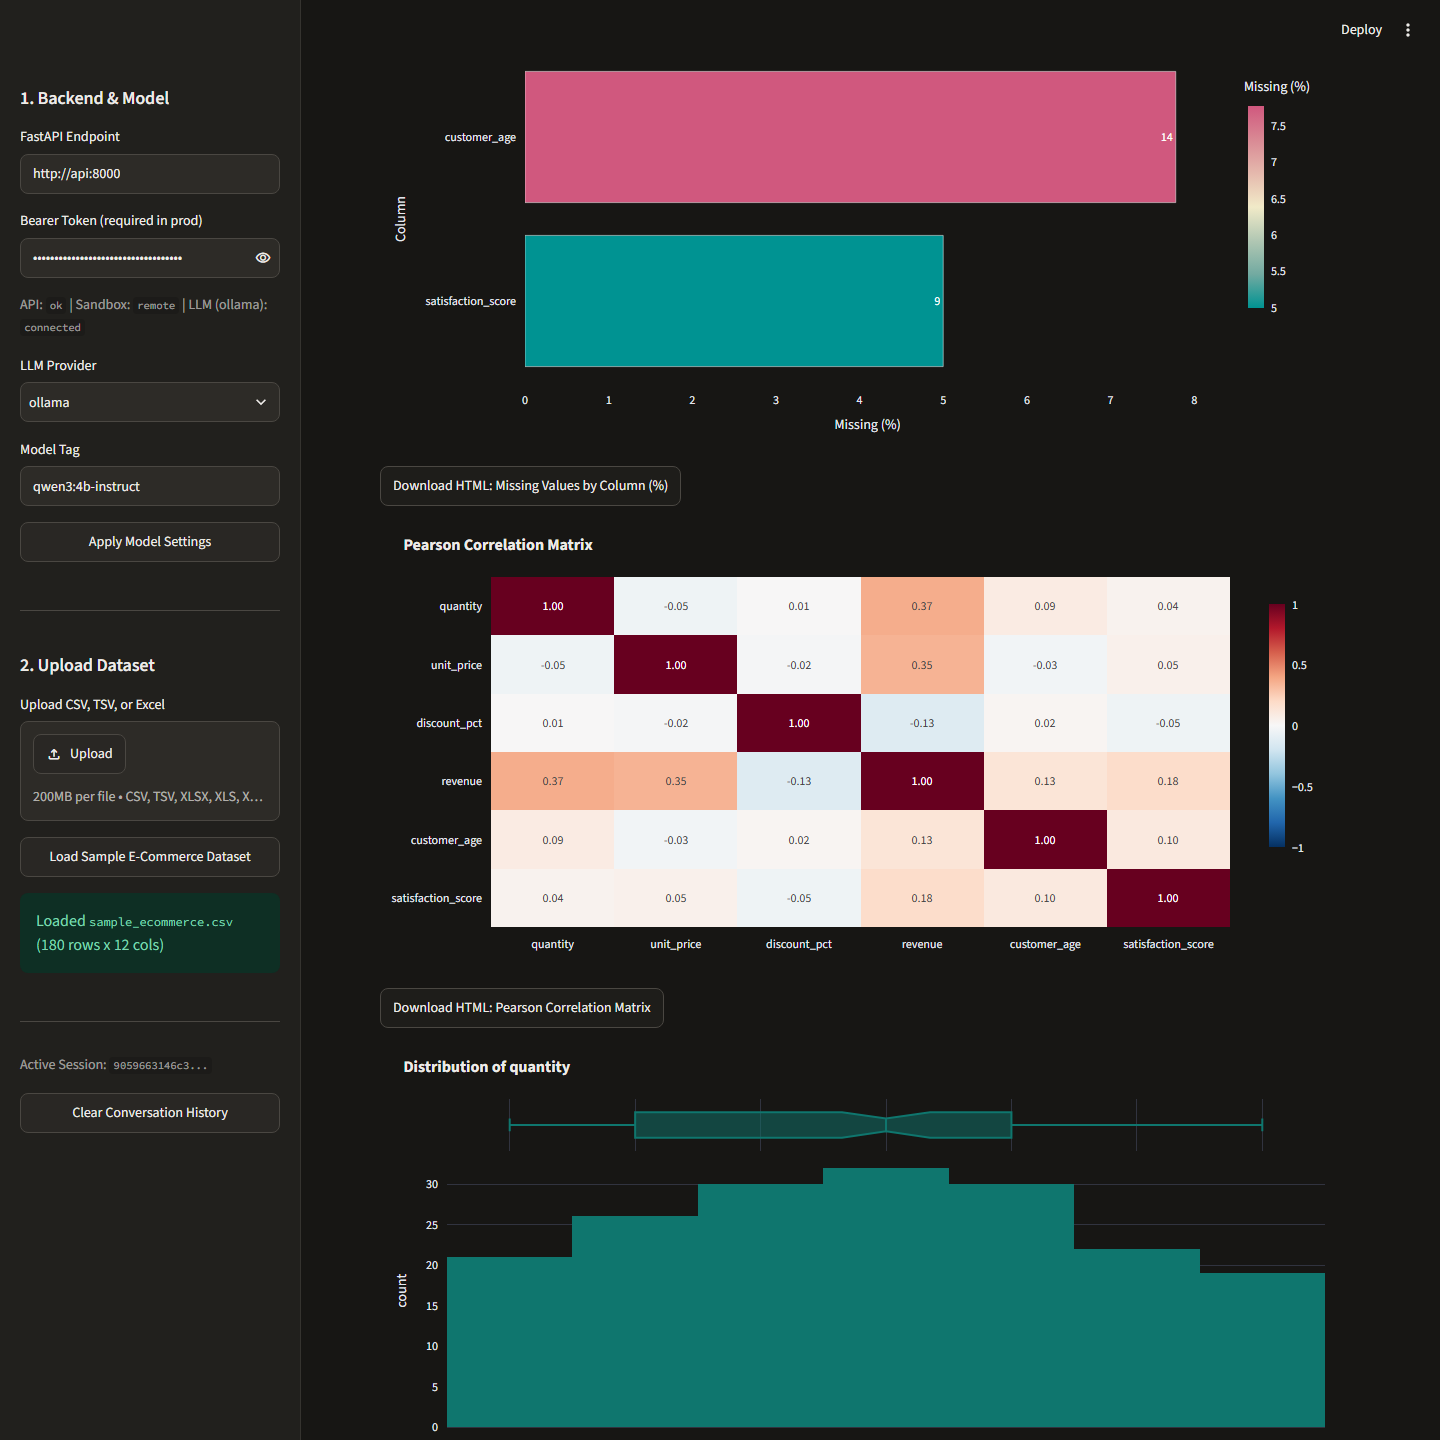 Deploy
1. Backend & Model
FastAPI Endpoint
http://api:8000
Bearer Token (required in prod)
••••••••••••••••••••••••••••••••••
API: ok | Sandbox: remote | LLM (ollama):
connected
LLM Provider
ollama
Model Tag
qwen3:4b-instruct
Apply Model Settings
2. Upload Dataset
Upload CSV, TSV, or Excel
Upload
200MB per file • CSV, TSV, XLSX, XLS, X...
Load Sample E-Commerce Dataset
Loaded sample_ecommerce.csv
(180 rows x 12 cols)
Active Session: 9059663146c3...
Clear Conversation History
Column
customer_age
14
satisfaction_score
9
0 1 2 3 4 5 6 7 8
Missing (%)
Missing (%)
7.5
7
6.5
6
5.5
5
Download HTML: Missing Values by Column (%)
Pearson Correlation Matrix
quantity 1.00 -0.05 0.01 0.37 0.09 0.04
unit_price -0.05 1.00 -0.02 0.35 -0.03 0.05
discount_pct 0.01 -0.02 1.00 -0.13 0.02 -0.05
revenue 0.37 0.35 -0.13 1.00 0.13 0.18
customer_age 0.09 -0.03 0.02 0.13 1.00 0.10
satisfaction_score 0.04 0.05 -0.05 0.18 0.10 1.00
quantity unit_price discount_pct revenue customer_age satisfaction_score
1
0.5
0
−0.5
−1
Download HTML: Pearson Correlation Matrix
Distribution of quantity
count
30
25
20
15
10
5
0